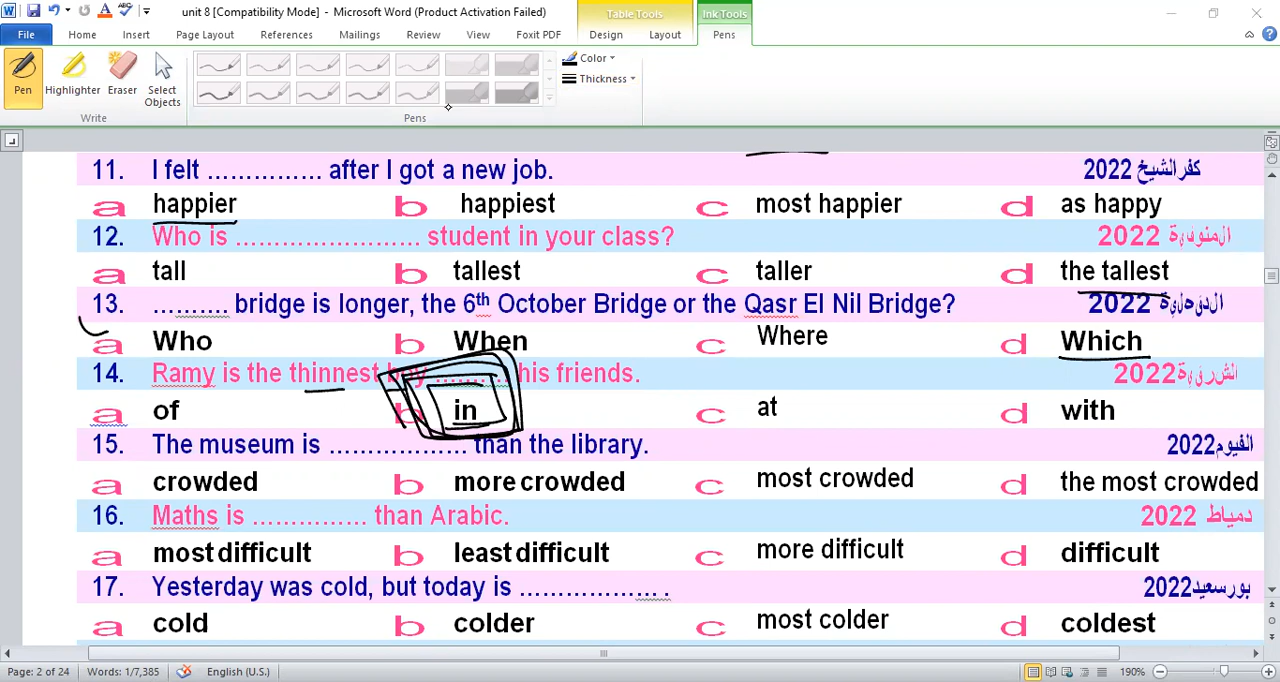 unit 8 [Compatibility Mode] - Microsoft Word (Product Activation Failed)
Table Tools
Ink Tools
File Home Insert Page Layout References Mailings Review View Foxit PDF Design Layout Pens
Pen Highlighter Eraser Select Objects
Color
Thickness
Write
Pens
11. I felt …………… after I got a new job. كفرالشيخ 2022
a happier b happiest c most happier d as happy
12. Who is …………………… student in your class? المنوفية 2022
a tall b tallest c taller d the tallest
13. ………. bridge is longer, the 6th October Bridge or the Qasr El Nil Bridge? الدقهلية 2022
a Who b When c Where d Which
14. Ramy is the thinnest boy ………. his friends. الشرقية2022
a of b in c at d with
15. The museum is ……………… than the library. الفيوم2022
a crowded b more crowded c most crowded d the most crowded
16. Maths is …………… than Arabic. دمياط 2022
a most difficult b least difficult c more difficult d difficult
17. Yesterday was cold, but today is ……………… . بورسعيد2022
a cold b colder c most colder d coldest
Page: 2 of 24 Words: 1/7,385 English (U.S.) 190%